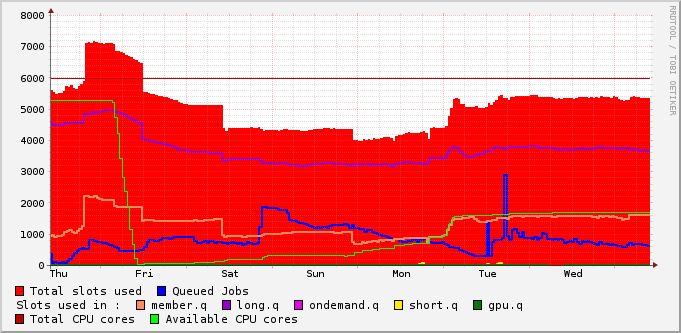 8000
7000
6000
5000
4000
3000
2000
1000
0
Thu Fri Sat Sun Mon Tue Wed
RRDTOOL / TOBI OETIKER
Total slots used Queued Jobs
Slots used in : member.q long.q ondemand.q short.q gpu.q
Total CPU cores Available CPU cores